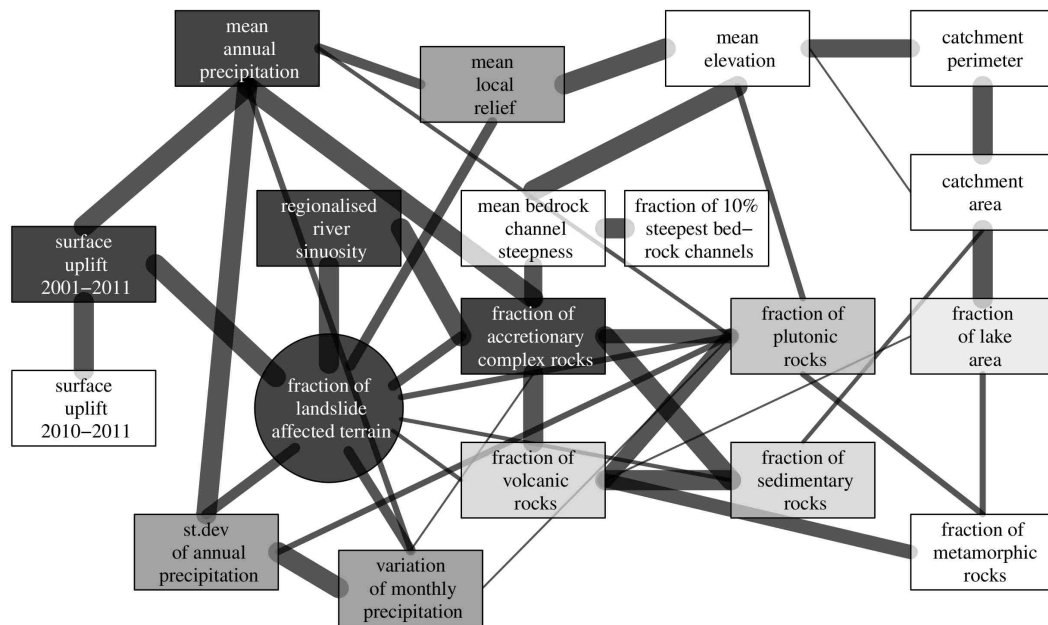 mean
annual
precipitation
mean
local
relief
mean
elevation
catchment
perimeter
regionalised
river
sinuosity
mean bedrock
channel
steepness
fraction of 10%
steepest bed–
rock channels
catchment
area
surface
uplift
2001–2011
fraction of
accretionary
complex rocks
fraction of
plutonic
rocks
fraction
of lake
area
surface
uplift
2010–2011
fraction of
landslide
affected terrain
fraction of
volcanic
rocks
fraction of
sedimentary
rocks
st.dev
of annual
precipitation
variation
of monthly
precipitation
fraction of
metamorphic
rocks